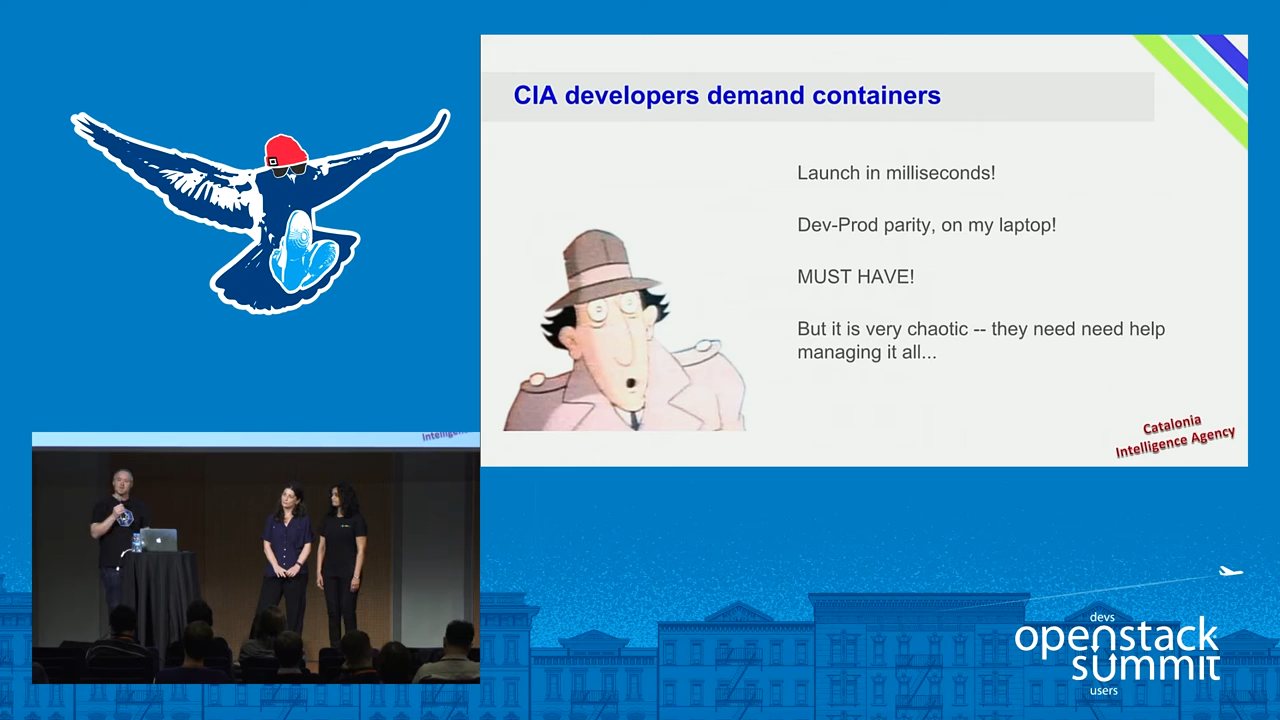 CIA developers demand containers
Launch in milliseconds!
Dev-Prod parity, on my laptop!
MUST HAVE!
But it is very chaotic -- they need need help
managing it all...
Catalonia
Intelligence Agency
Intelligen
devs
openstack
summit
users